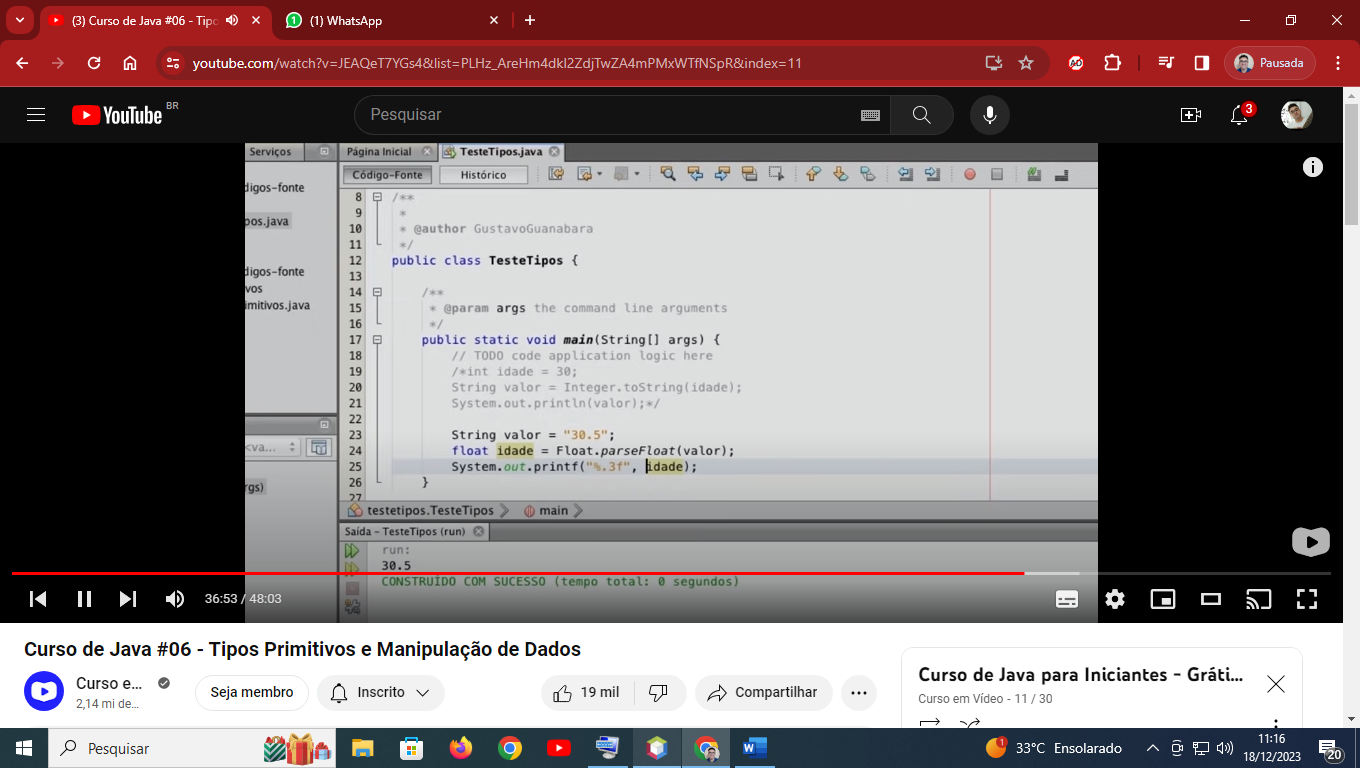 (3) Curso de Java #06 - Tipo
(1) WhatsApp
youtube.com/watch?v=JEAQeT7YGs4&list=PLHz_AreHm4dkI2ZdjTwZA4mPMxWTfNSpR&index=11
Pausada
YouTube BR
Pesquisar
3
Serviços
Página Inicial
TesteTipos.java
Código-Fonte
Histórico
digos-fonte
pos.java
digos-fonte
vos
imitivos.java
<va...
rgs)
8 /**
9 *
10 * @author GustavoGuanabara
11 */
12 public class TesteTipos {
13
14 /**
15 * @param args the command line arguments
16 */
17 public static void main(String[] args) {
18 // TODO code application logic here
19 /*int idade = 30;
20 String valor = Integer.toString(idade);
21 System.out.println(valor);*/
22
23 String valor = "30.5";
24 float idade = Float.parseFloat(valor);
25 System.out.printf("%.3f", idade);
26 }
27
testetipos.TesteTipos
main
Saída - TesteTipos (run)
run:
30.5
CONSTRUÍDO COM SUCESSO (tempo total: 0 segundos)
36:53 / 48:03
Curso de Java #06 - Tipos Primitivos e Manipulação de Dados
Curso e...
2,14 mi de...
Seja membro
Inscrito
19 mil
Compartilhar
Curso de Java para Iniciantes - Gráti...
Curso em Vídeo - 11 / 30
Pesquisar
1
33°C Ensolarado
11:16
18/12/2023
20